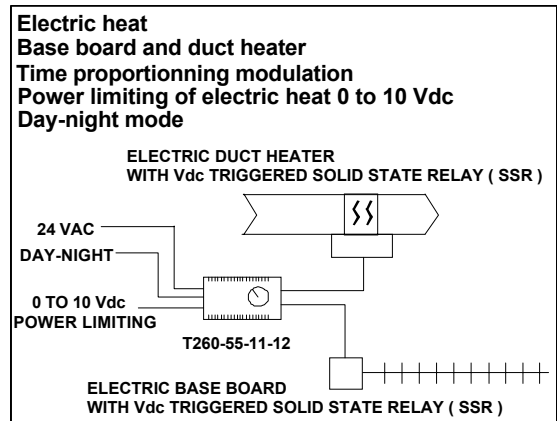 Electric heat
Base board and duct heater
Time proportionning modulation
Power limiting of electric heat 0 to 10 Vdc
Day-night mode
ELECTRIC DUCT HEATER
WITH Vdc TRIGGERED SOLID STATE RELAY ( SSR )
24 VAC
DAY-NIGHT
0 TO 10 Vdc
POWER LIMITING
T260-55-11-12
ELECTRIC BASE BOARD
WITH Vdc TRIGGERED SOLID STATE RELAY ( SSR )